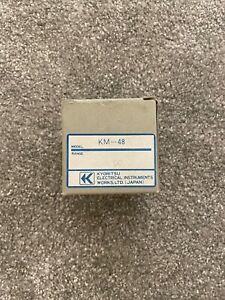 MODEL KM-48
RANGE
KYORITSU
ELECTRICAL INSTRUMENTS
WORKS, LTD. (JAPAN)